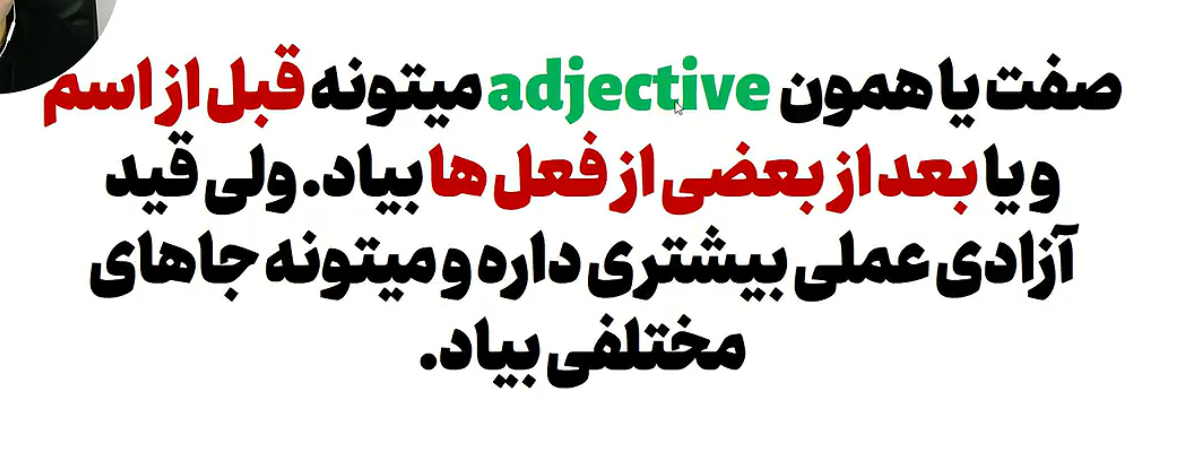 صفت یا همون adjective میتونه قبل از اسم
و یا بعد از بعضی از فعل ها بیاد. ولی قید
آزادی عملی بیشتری داره و میتونه جاهای
مختلفی بیاد.